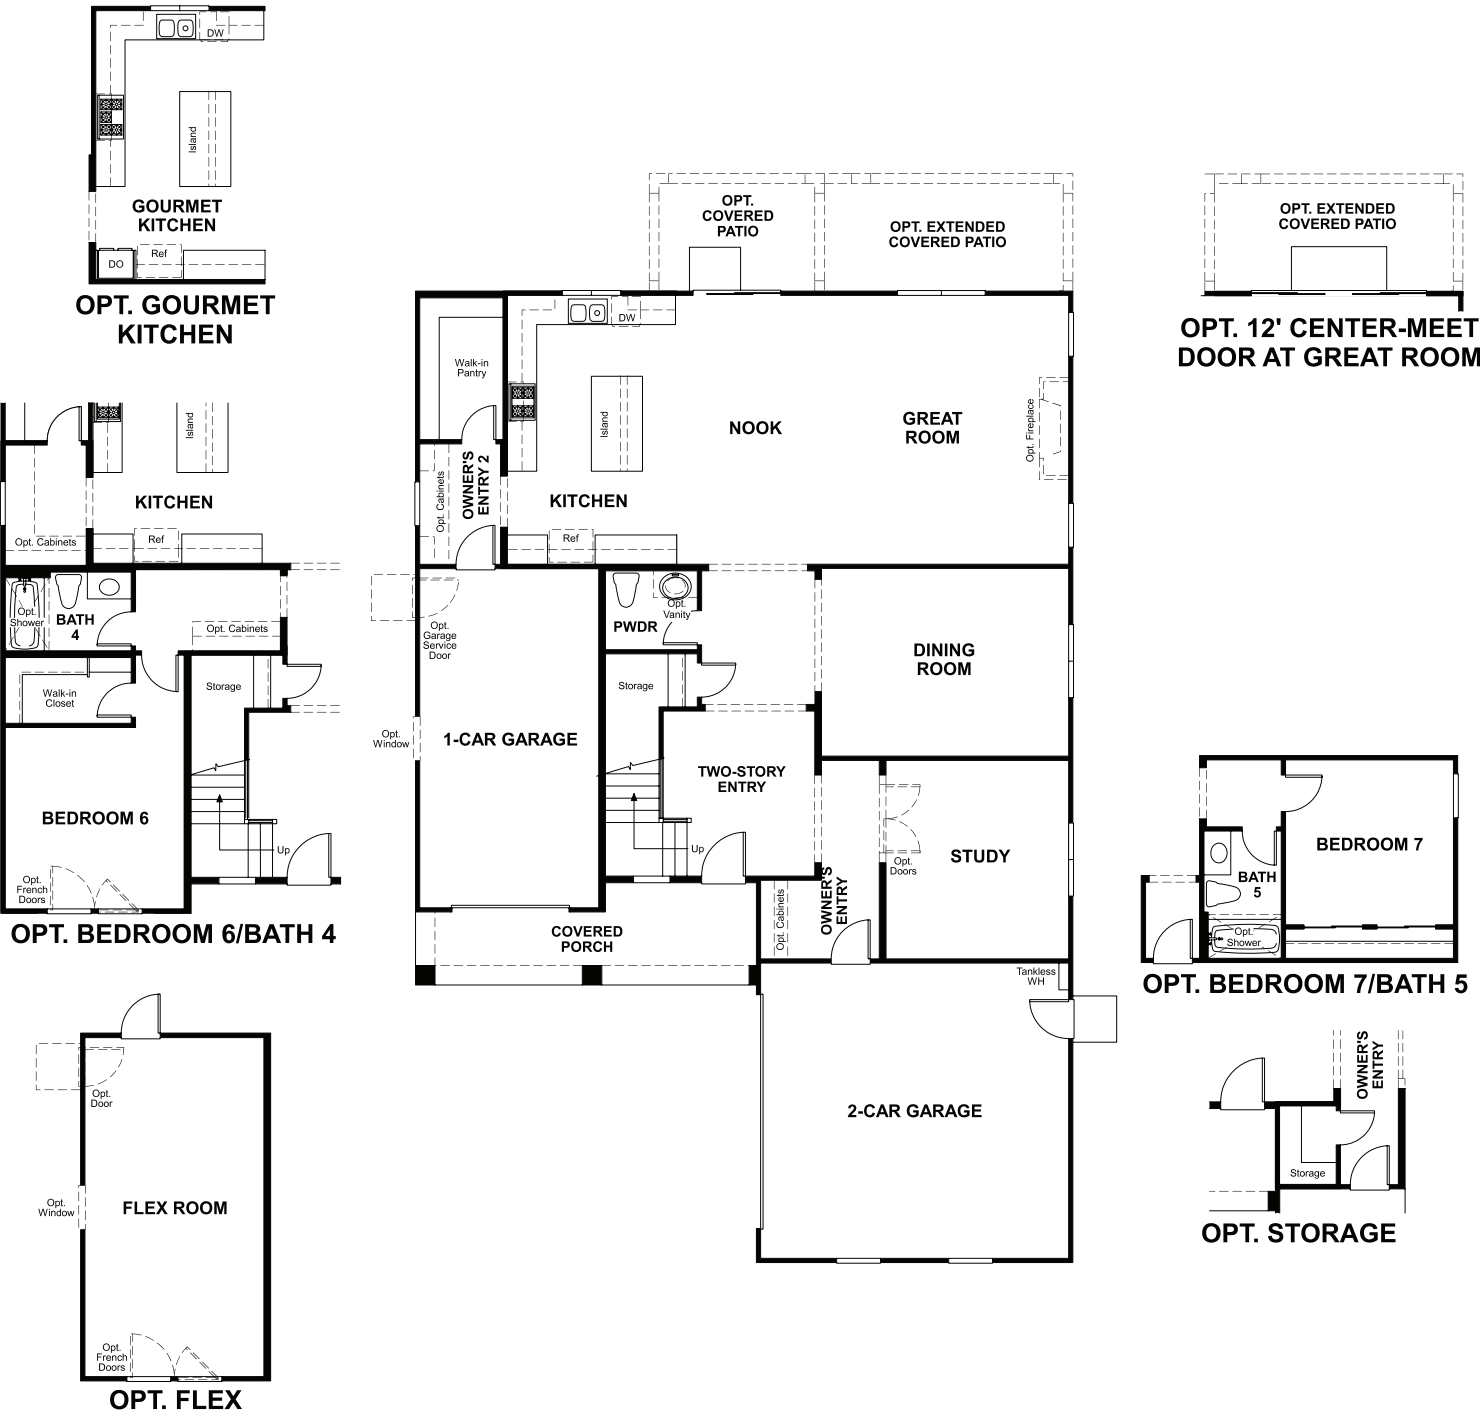 DW
Island
GOURMET
KITCHEN
DO
Ref
OPT. GOURMET
KITCHEN
OPT.
COVERED
PATIO
OPT. EXTENDED
COVERED PATIO
OPT. EXTENDED
COVERED PATIO
OPT. 12' CENTER-MEET
DOOR AT GREAT ROOM
DW
Walk-in
Pantry
Island
NOOK
GREAT
ROOM
Opt. Fireplace
Opt. Cabinets
OWNER'S
ENTRY 2
KITCHEN
Ref
Island
KITCHEN
Opt. Cabinets
Ref
Opt.
Shower
BATH
4
Opt. Cabinets
Walk-in
Closet
Storage
BEDROOM 6
Up
Opt.
French
Doors
OPT. BEDROOM 6/BATH 4
Opt.
Garage
Service
Door
Opt.
Vanity
PWDR
Storage
DINING
ROOM
Opt.
Window
1-CAR GARAGE
TWO-STORY
ENTRY
Up
STUDY
Opt.
Doors
OWNER'S
ENTRY
Opt. Cabinets
COVERED
PORCH
Tankless
WH
2-CAR GARAGE
BEDROOM 7
BATH
5
Opt.
Shower
OPT. BEDROOM 7/BATH 5
OWNER'S
ENTRY
Storage
OPT. STORAGE
Opt.
Door
Opt.
Window
FLEX ROOM
Opt.
French
Doors
OPT. FLEX